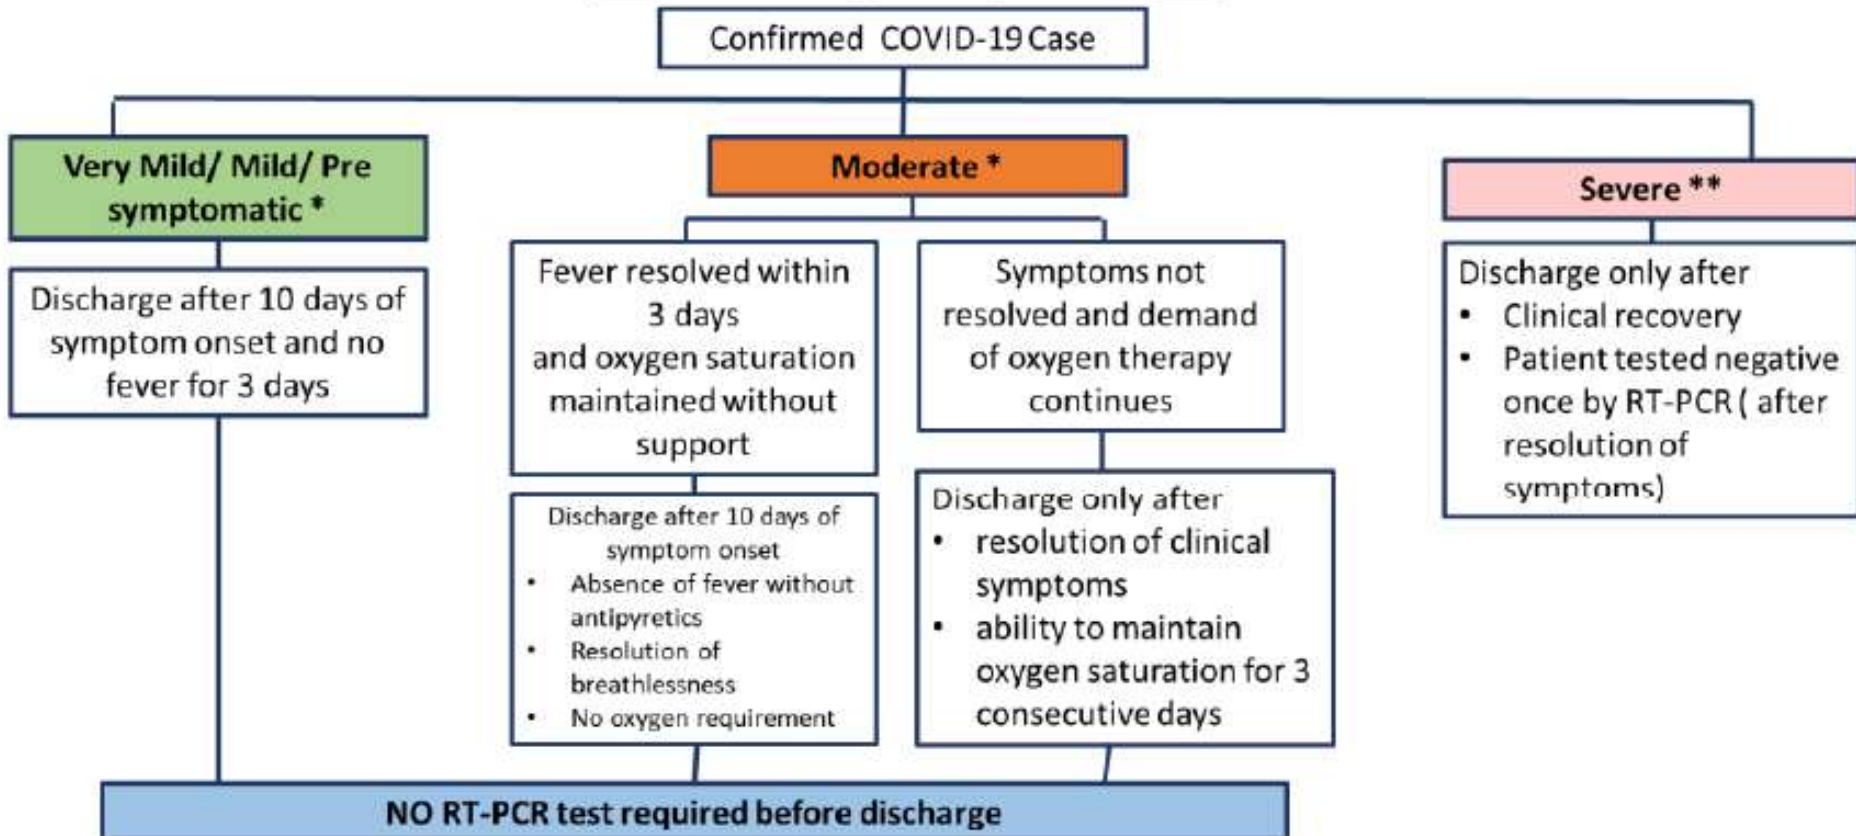 Confirmed COVID-19 Case
Very Mild/ Mild/ Pre
symptomatic *
Discharge after 10 days of
symptom onset and no
fever for 3 days
Moderate *
Fever resolved within
3 days
and oxygen saturation
maintained without
support
Discharge after 10 days of
symptom onset
• Absence of fever without
antipyretics
• Resolution of
breathlessness
• No oxygen requirement
Symptoms not
resolved and demand
of oxygen therapy
continues
Discharge only after
• resolution of clinical
symptoms
• ability to maintain
oxygen saturation for 3
consecutive days
Severe **
Discharge only after
• Clinical recovery
• Patient tested negative
once by RT-PCR ( after
resolution of
symptoms)
NO RT-PCR test required before discharge